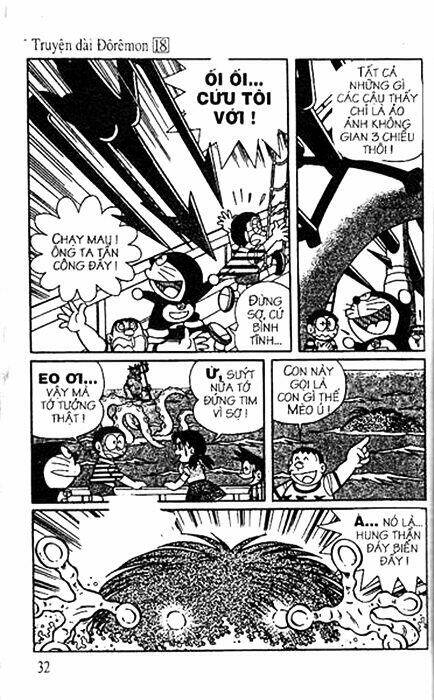 Truyện dài Đôrêmon 18
ỐI ỐI...
CỨU TÔI
VỚI !
TẤT CẢ
NHỮNG GÌ
CÁC CẬU THẤY
CHỈ LÀ ẢO
ẢNH KHÔNG
GIAN 3 CHIỀU
THÔI !
CHẠY MAU !
ÔNG TA TẤN
CÔNG ĐẤY !
ĐỪNG
SỢ, CỨ
BÌNH
TĨNH...
EO ƠI...
VẬY MÀ
TỚ TƯỞNG
THẬT !
Ừ, SUÝT
NỮA TỚ
ĐỨNG TIM
VÌ SỢ !
CON NÀY
GỌI LÀ
CON GÌ THẾ
MÈO Ú !
À... NÓ LÀ...
HUNG THẦN
ĐÁY BIỂN
ĐẤY !
32